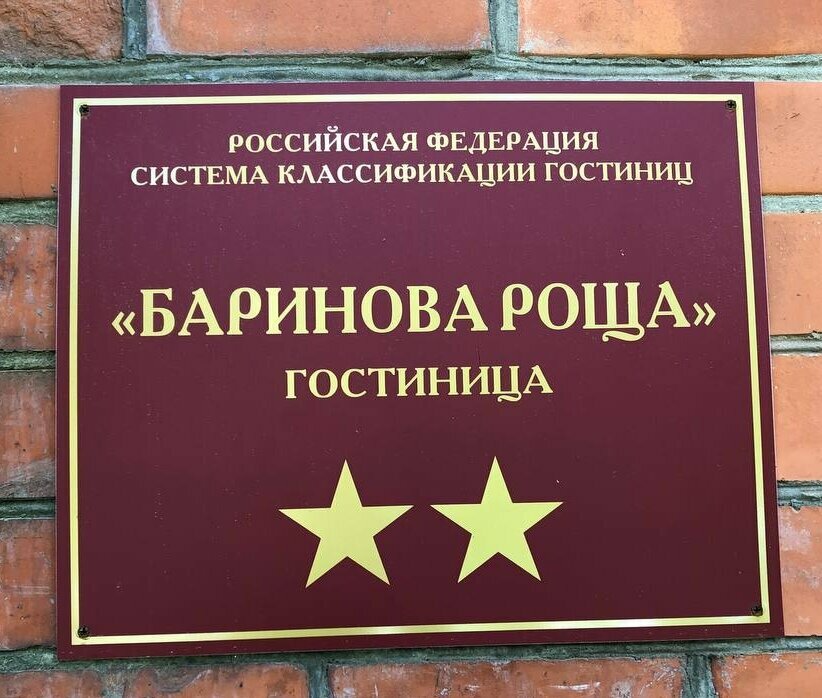 РОССИЙСКАЯ ФЕДЕРАЦИЯ
СИСТЕМА КЛАССИФИКАЦИИ ГОСТИНИЦ
«БАРИНОВА РОЩА»
ГОСТИНИЦА